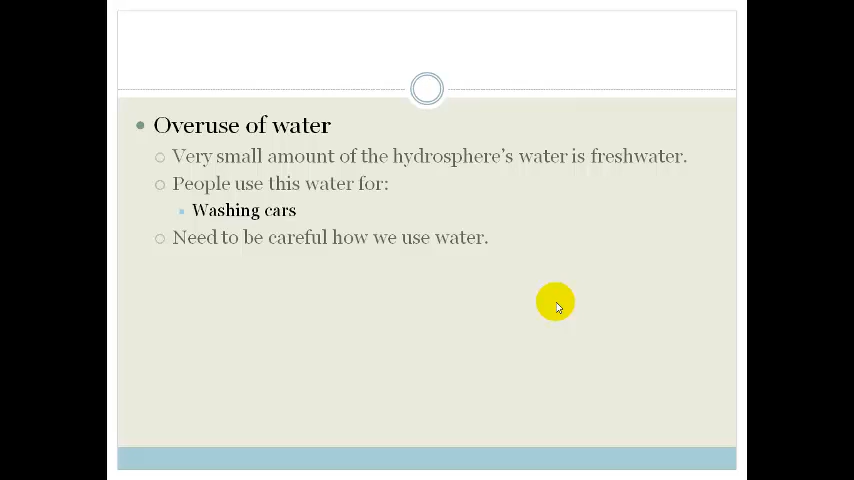 Overuse of water
Very small amount of the hydrosphere's water is freshwater.
People use this water for:
Washing cars
Need to be careful how we use water.